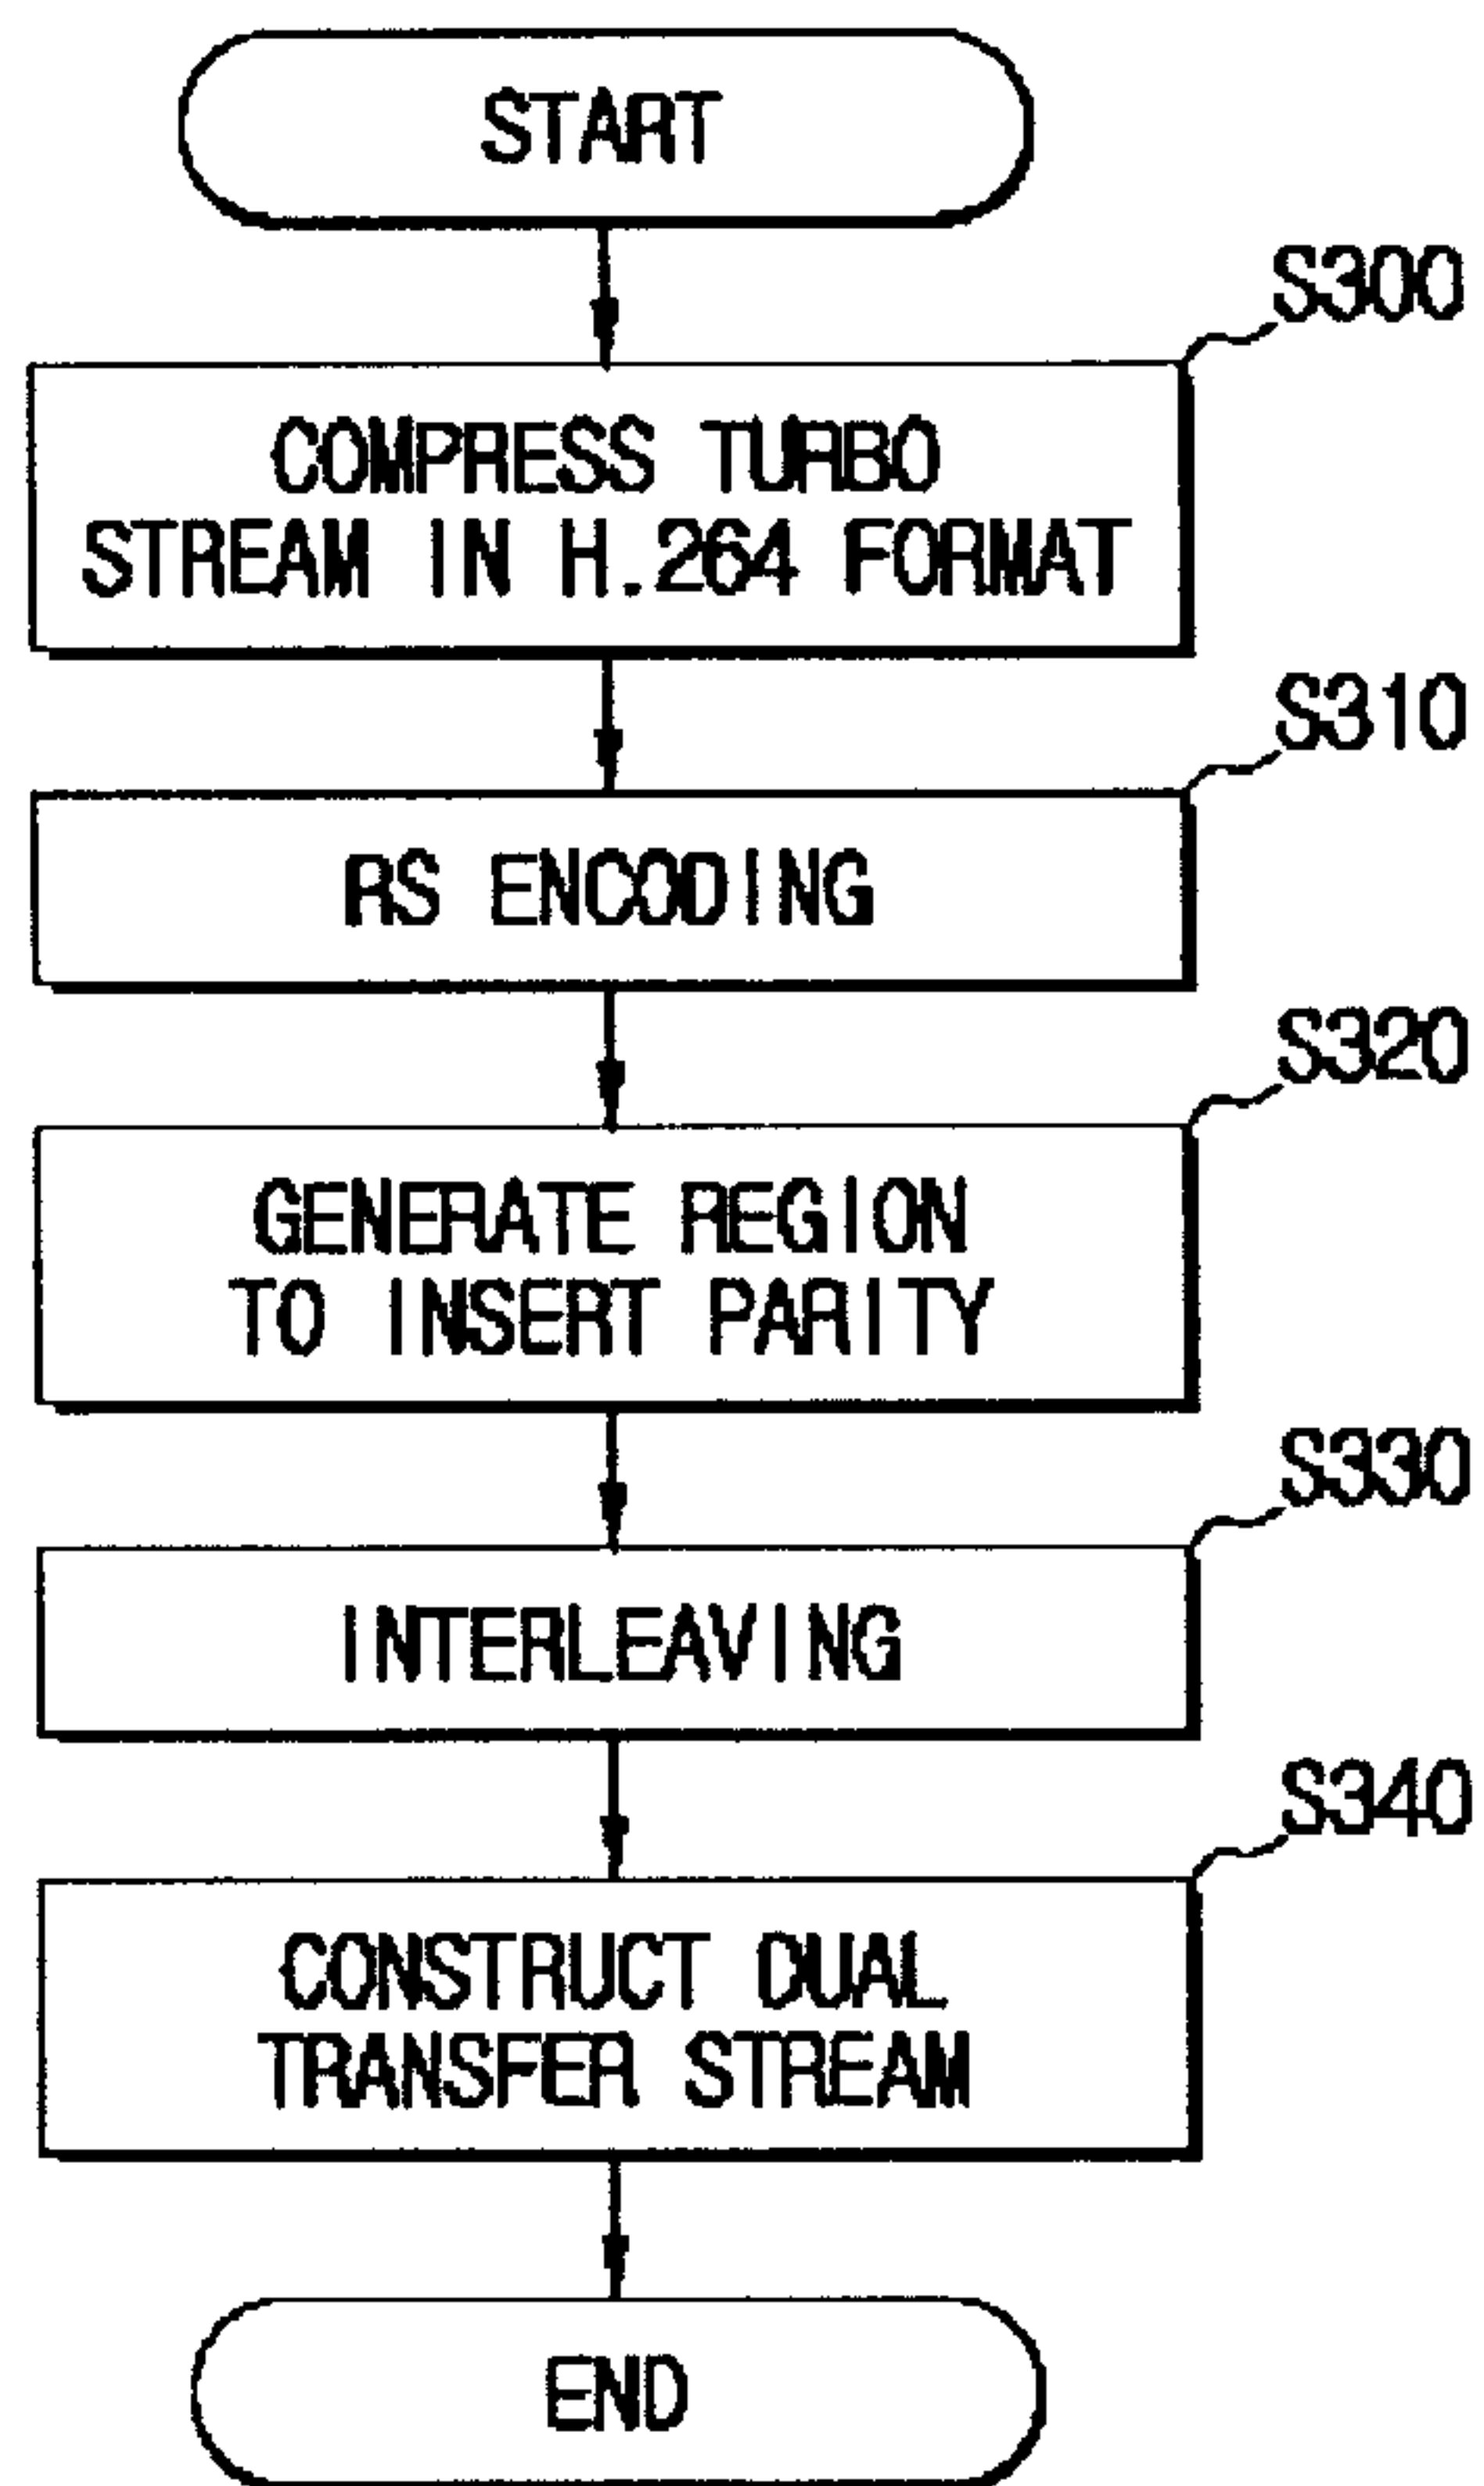 START
S300
COMPRESS TURBO
STREAM IN H.264 FORMAT
S310
RS ENCODING
S320
GENERATE REGION
TO INSERT PARITY
S330
INTERLEAVING
S340
CONSTRUCT DUAL
TRANSFER STREAM
END